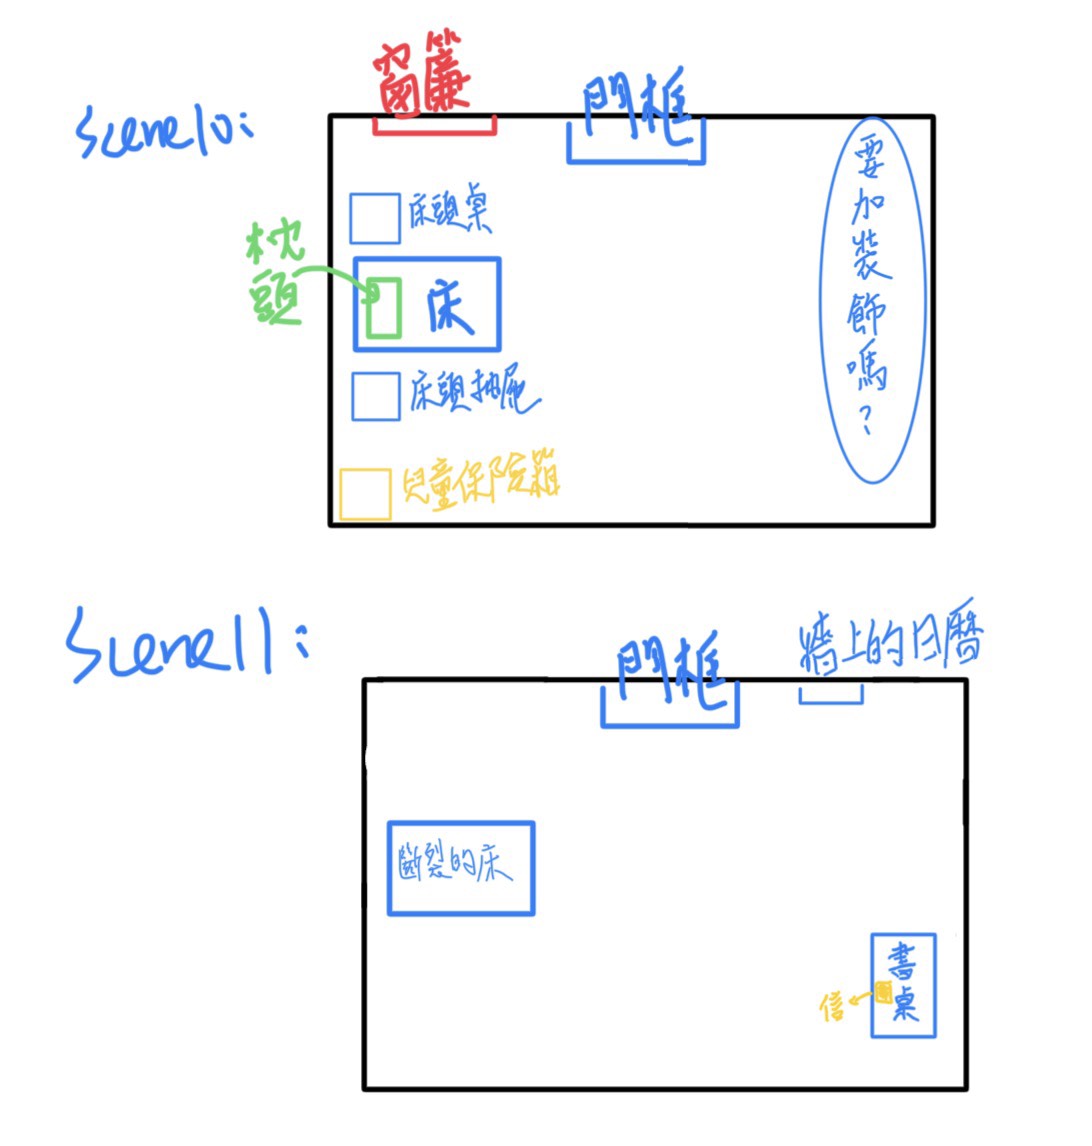 Scene10:
窗簾
門框
床頭桌
枕頭
床
床頭抽屜
兒童保險箱
要加裝飾嗎？
Scene11:
門框
牆上的日曆
斷裂的床
書桌
信